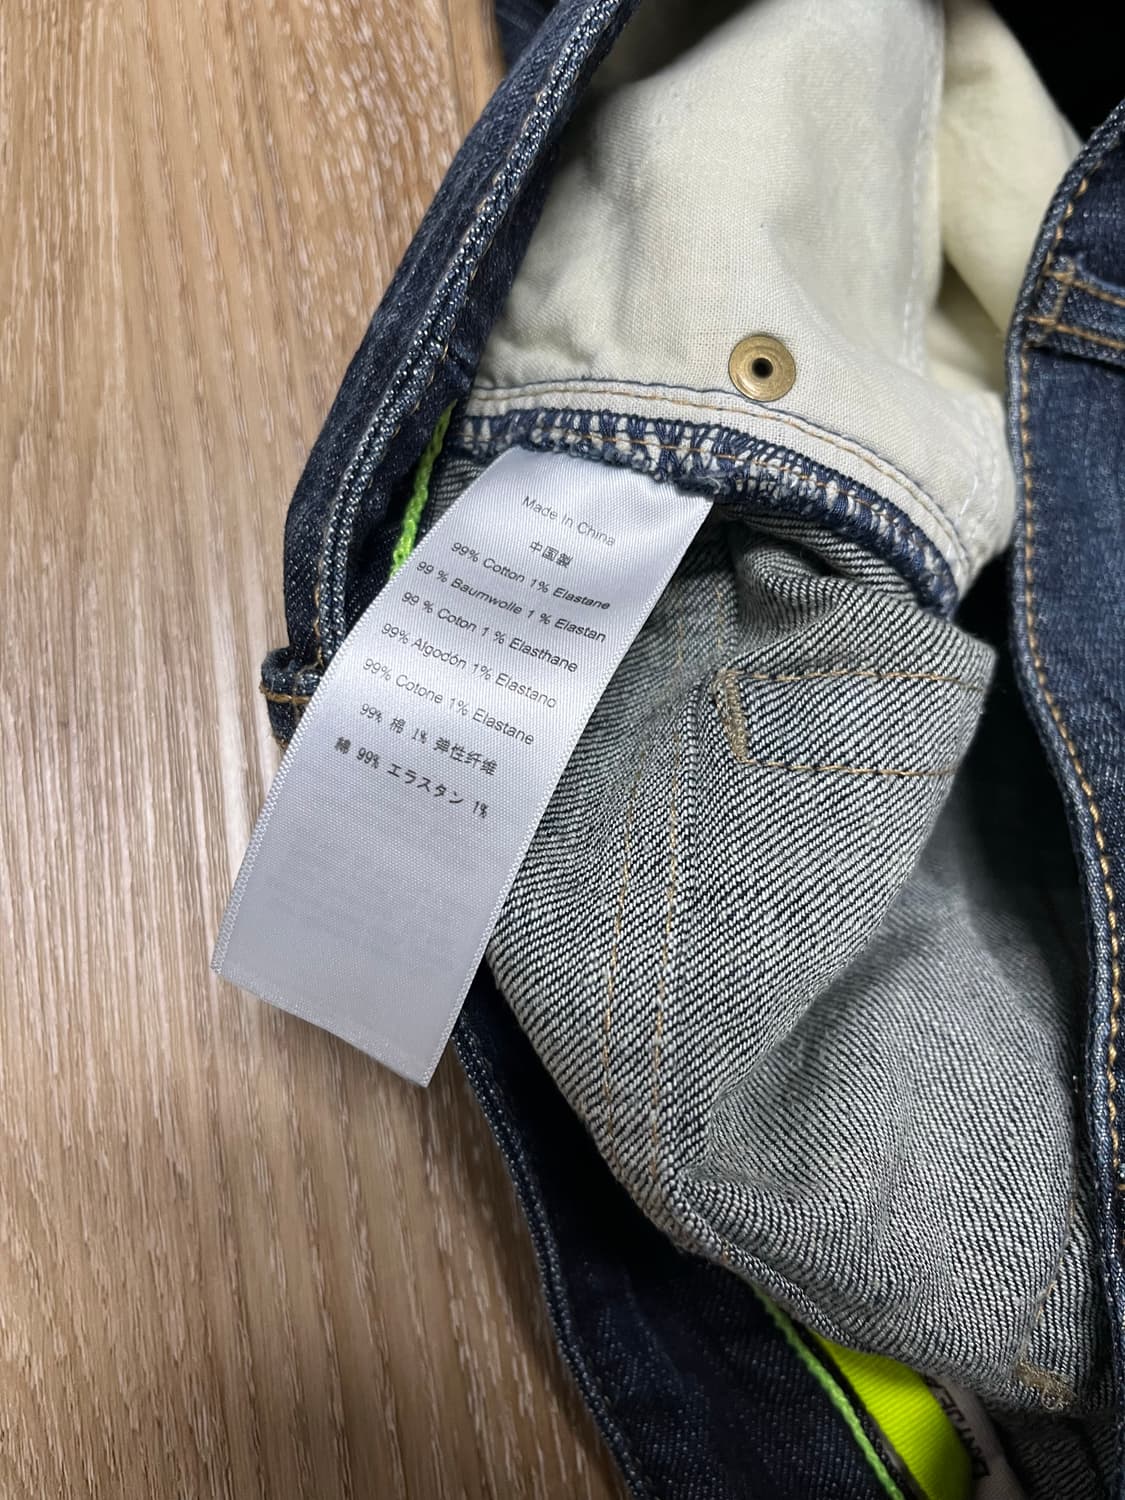 Made In China
中国製
99% Cotton 1% Elastane
99 % Baumwolle 1 % Elastan
99 % Coton 1 % Elasthane
99% Algodón 1% Elastano
99% Cotone 1% Elastane
99% 棉 1% 弹性纤维
綿 99% エラスタン 1%